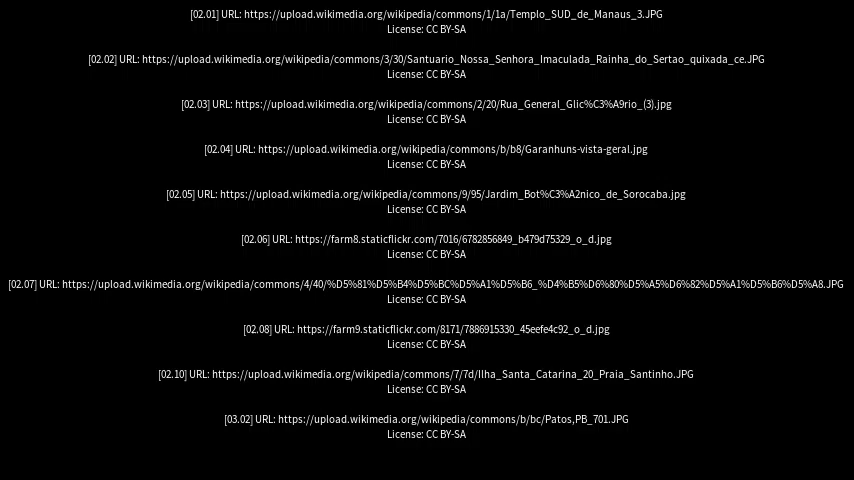 [02.01] URL: https://upload.wikimedia.org/wikipedia/commons/1/1a/Templo_SUD_de_Manaus_3.JPG
License: CC BY-SA
[02.02] URL: https://upload.wikimedia.org/wikipedia/commons/3/30/Santuario_Nossa_Senhora_Imaculada_Rainha_do_Sertao_quixada_ce.JPG
License: CC BY-SA
[02.03] URL: https://upload.wikimedia.org/wikipedia/commons/2/20/Rua_General_Glic%C3%A9rio_(3).jpg
License: CC BY-SA
[02.04] URL: https://upload.wikimedia.org/wikipedia/commons/b/b8/Garanhuns-vista-geral.jpg
License: CC BY-SA
[02.05] URL: https://upload.wikimedia.org/wikipedia/commons/9/95/Jardim_Bot%C3%A2nico_de_Sorocaba.jpg
License: CC BY-SA
[02.06] URL: https://farm8.staticflickr.com/7016/6782856849_b479d75329_o_d.jpg
License: CC BY-SA
[02.07] URL: https://upload.wikimedia.org/wikipedia/commons/4/40/%D5%81%D5%B4%D5%BC%D5%A1%D5%B6_%D4%B5%D6%80%D5%A5%D6%82%D5%A1%D5%B6%D5%A8.JPG
License: CC BY-SA
[02.08] URL: https://farm9.staticflickr.com/8171/7886915330_45eefe4c92_o_d.jpg
License: CC BY-SA
[02.10] URL: https://upload.wikimedia.org/wikipedia/commons/7/7d/Ilha_Santa_Catarina_20_Praia_Santinho.JPG
License: CC BY-SA
[03.02] URL: https://upload.wikimedia.org/wikipedia/commons/b/bc/Patos,PB_701.JPG
License: CC BY-SA